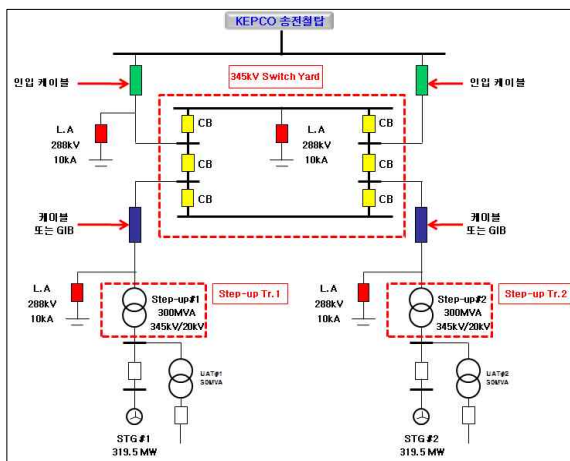 KEPCO 송전철탑
인입 케이블
345kV Switch Yard
인입 케이블
CB
CB
L.A
288kV
10kA
L.A
288kV
10kA
CB
CB
CB
CB
케이블
또는 GIB
케이블
또는 GIB
L.A
288kV
10kA
Step-up#1
300MVA
345kV/20kV
Step-up Tr.1
L.A
288kV
10kA
Step-up#2
300MVA
345kV/20kV
Step-up Tr.2
UAT#1
50MVA
UAT#2
50MVA
STG #1
319.5 MW
STG #2
319.5 MW